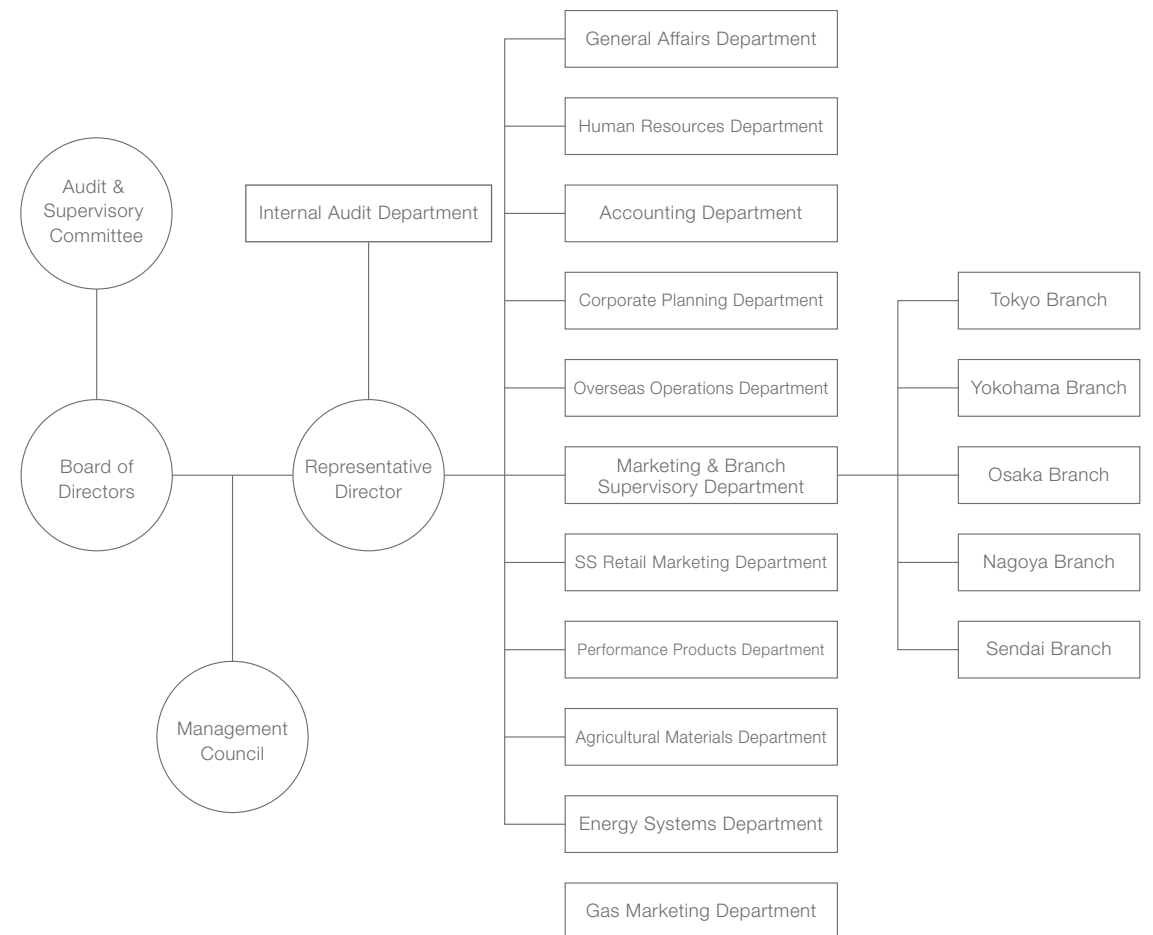 Audit &
Supervisory
Committee
Board of
Directors
Management
Council
Internal Audit Department
Representative
Director
General Affairs Department
Human Resources Department
Accounting Department
Corporate Planning Department
Overseas Operations Department
Marketing & Branch
Supervisory Department
SS Retail Marketing Department
Performance Products Department
Agricultural Materials Department
Energy Systems Department
Gas Marketing Department
Tokyo Branch
Yokohama Branch
Osaka Branch
Nagoya Branch
Sendai Branch